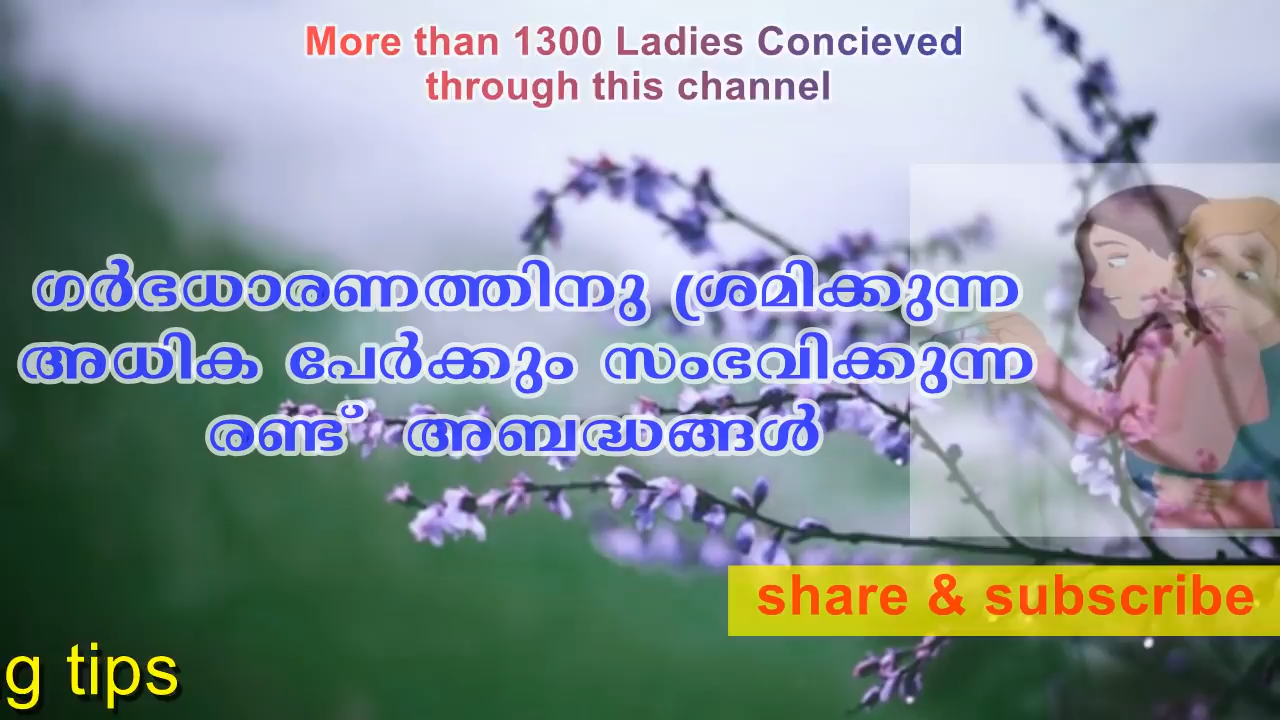 More than 1300 Ladies Concieved
through this channel
ഗർഭധാരണത്തിനു ശ്രമിക്കുന്ന
അധിക പേർക്കും സംഭവിക്കുന്ന
രണ്ട് അബദ്ധങ്ങൾ
share & subscribe
g tips